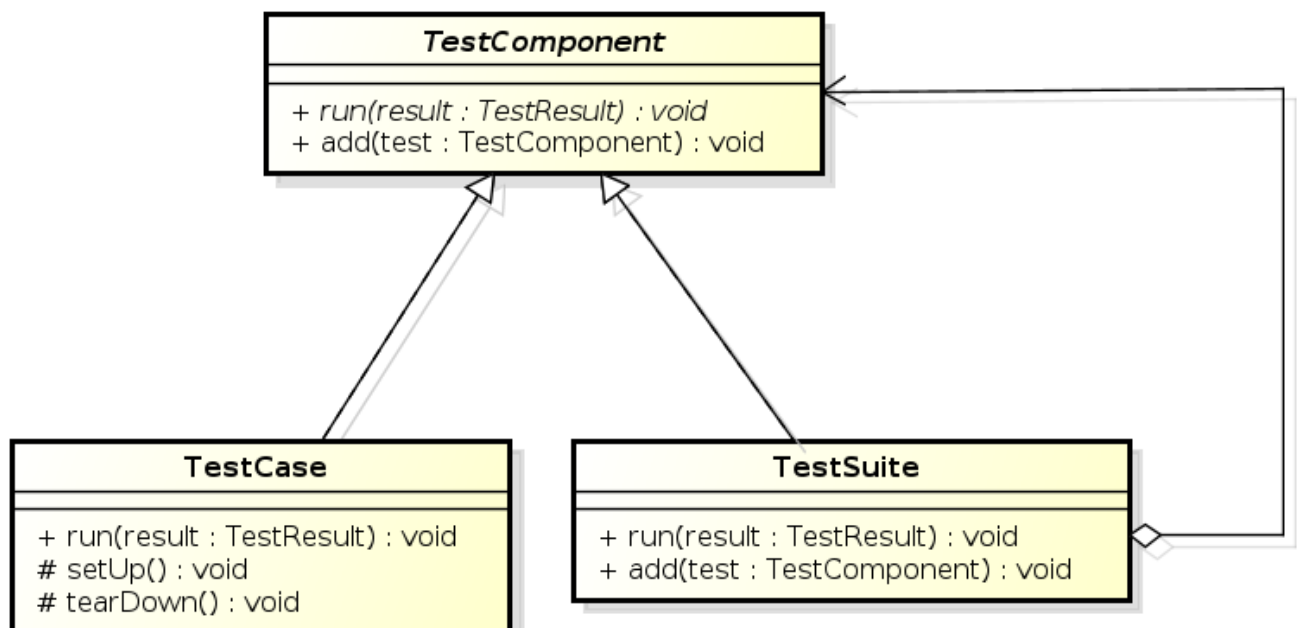 TestComponent
+ run(result : TestResult) : void
+ add(test : TestComponent) : void
TestCase
+ run(result : TestResult) : void
# setUp() : void
# tearDown() : void
TestSuite
+ run(result : TestResult) : void
+ add(test : TestComponent) : void